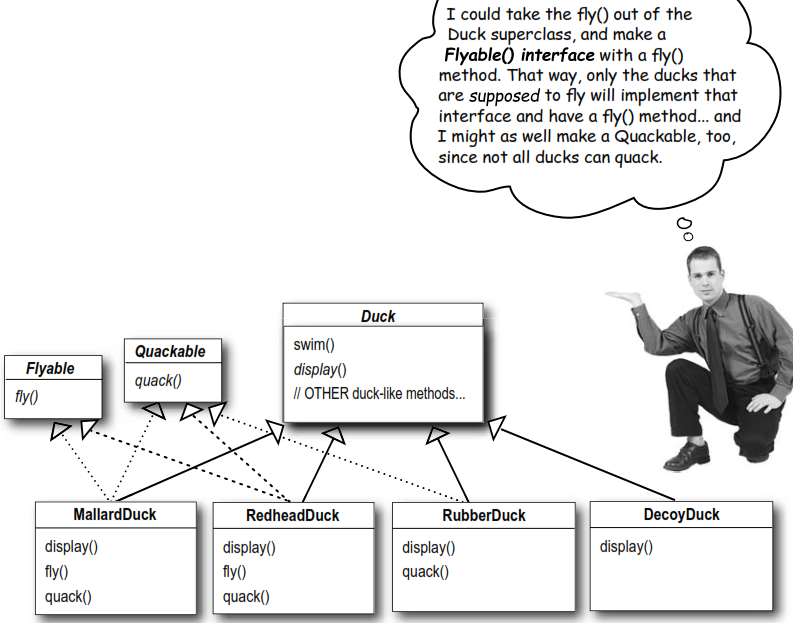 I could take the fly() out of the
Duck superclass, and make a
Flyable() interface with a fly()
method. That way, only the ducks that
are supposed to fly will implement that
interface and have a fly() method... and
I might as well make a Quackable, too,
since not all ducks can quack.
Flyable
fly()
Quackable
quack()
Duck
swim()
display()
// OTHER duck-like methods...
MallardDuck
display()
fly()
quack()
RedheadDuck
display()
fly()
quack()
RubberDuck
display()
quack()
DecoyDuck
display()